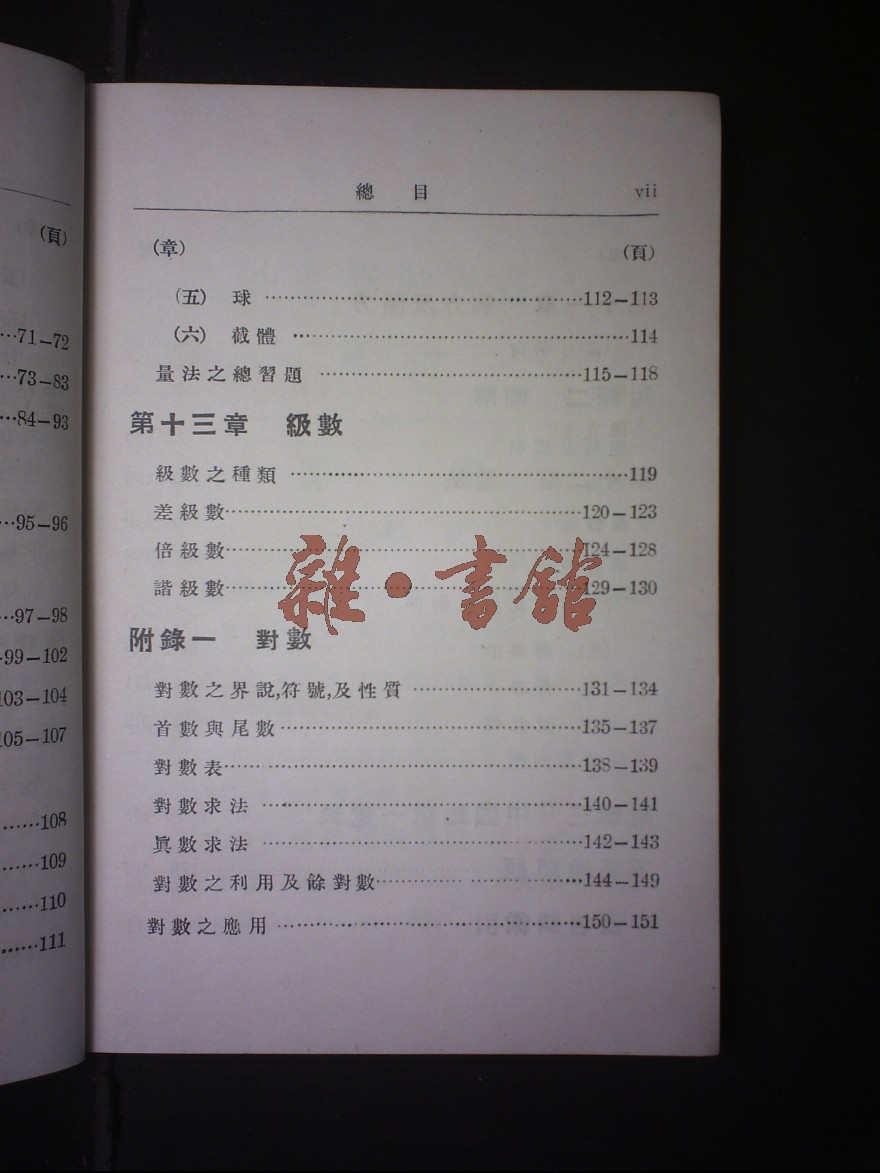 (頁)
…71—72
…73—83
…84—93
…95—96
…97—98
99—102
103—104
105—107
……108
……109
……110
……111
總目 vii
(章) (頁)
(五) 球 ……112—113
(六) 截體 ……114
量法之總習題 ……115—118
第十三章 級數
級數之種類 ……119
差級數……120—123
倍級數……124—128
諧級數……129—130
雜·書館
附錄一 對數
對數之界說,符號,及性質 ……131—134
首數與尾數……135—137
對數表……138—139
對數求法 ……140—141
眞數求法 ……142—143
對數之利用及餘對數……144—149
對數之應用 ……150—151